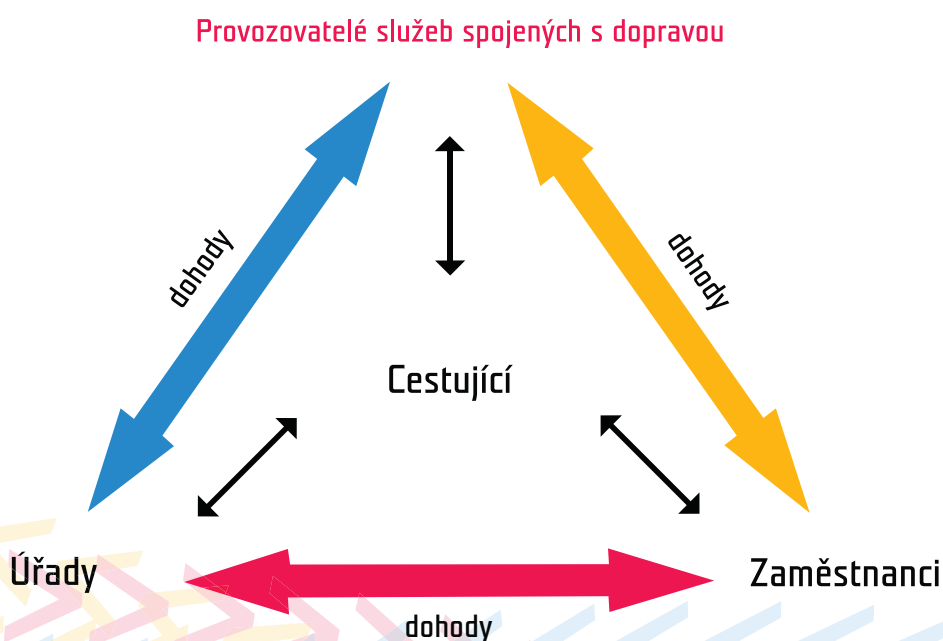 Provozovatelé služeb spojených s dopravou
dohody
dohody
Cestující
Úřady
Zaměstnanci
dohody